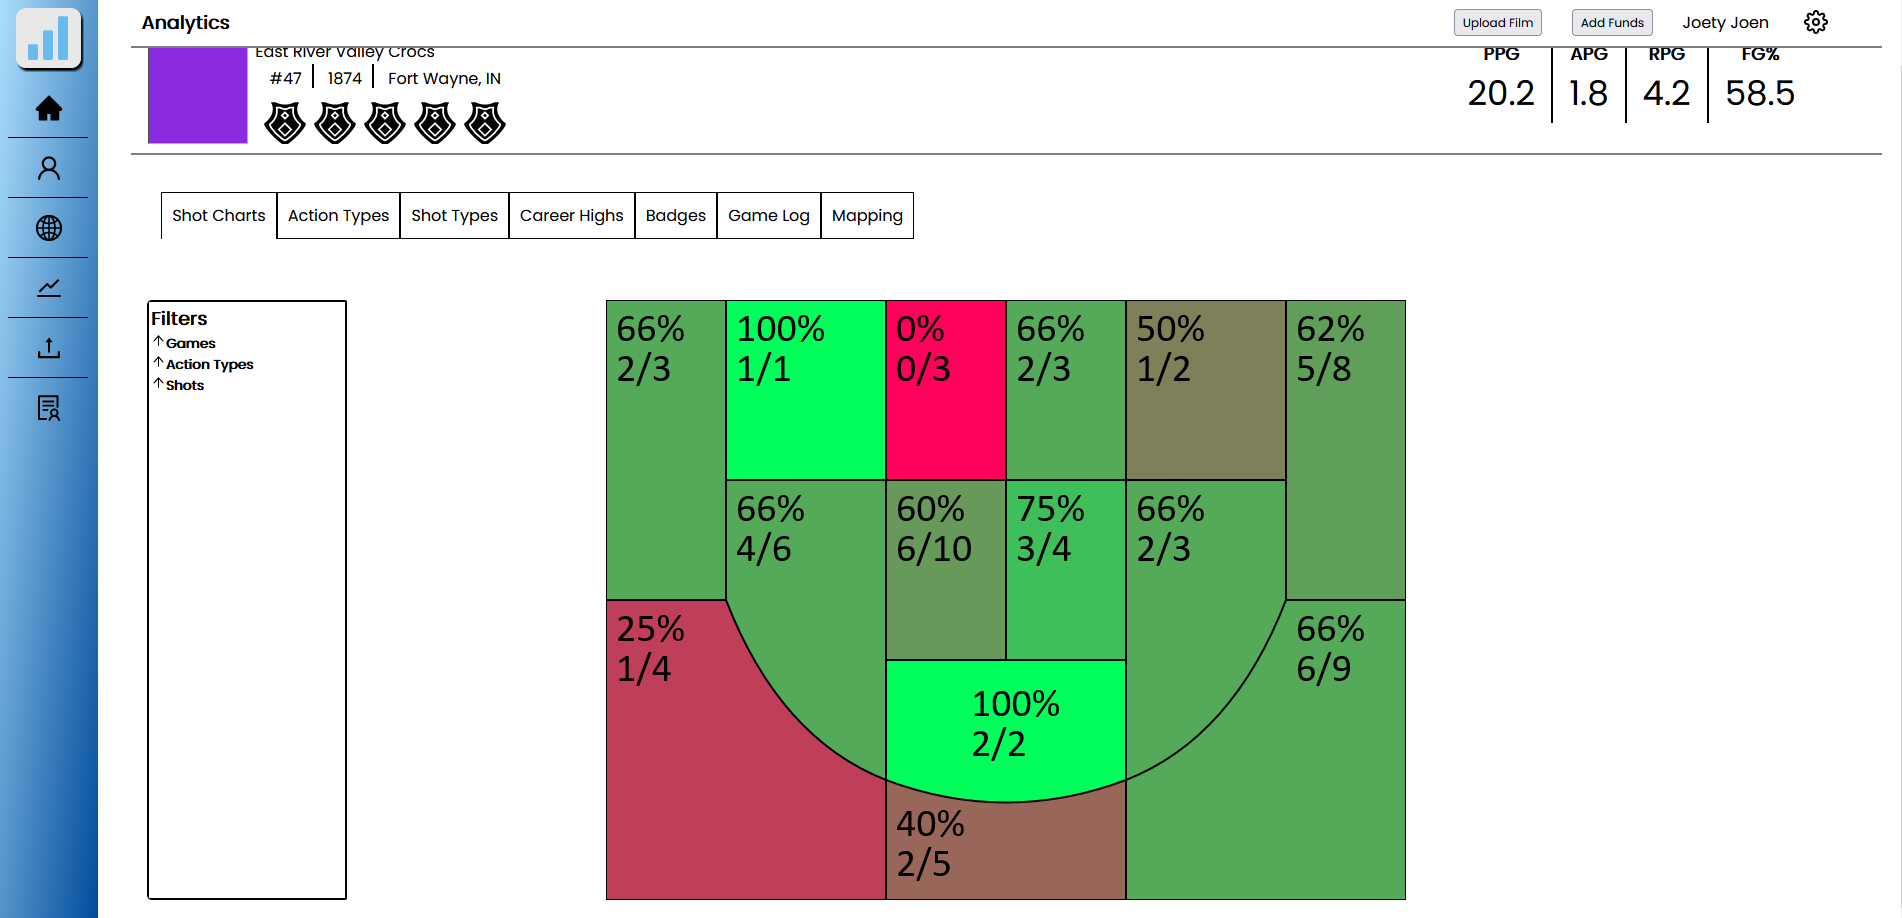 Analytics
Upload Film
Add Funds
Joety Joen
East River Valley Crocs
#47
1874
Fort Wayne, IN
PPG
APG
RPG
FG%
20.2
1.8
4.2
58.5
Shot Charts
Action Types
Shot Types
Career Highs
Badges
Game Log
Mapping
Filters
Games
Action Types
Shots
66%
2/3
100%
1/1
0%
0/3
66%
2/3
50%
1/2
62%
5/8
66%
4/6
60%
6/10
75%
3/4
66%
2/3
25%
1/4
66%
6/9
100%
2/2
40%
2/5